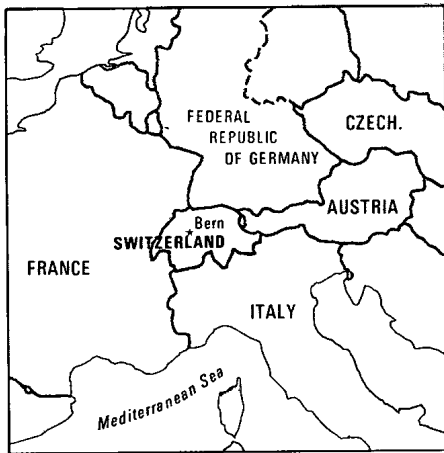 FEDERAL
REPUBLIC
OF GERMANY
CZECH.
Bern
SWITZERLAND
AUSTRIA
FRANCE
ITALY
Mediterranean Sea